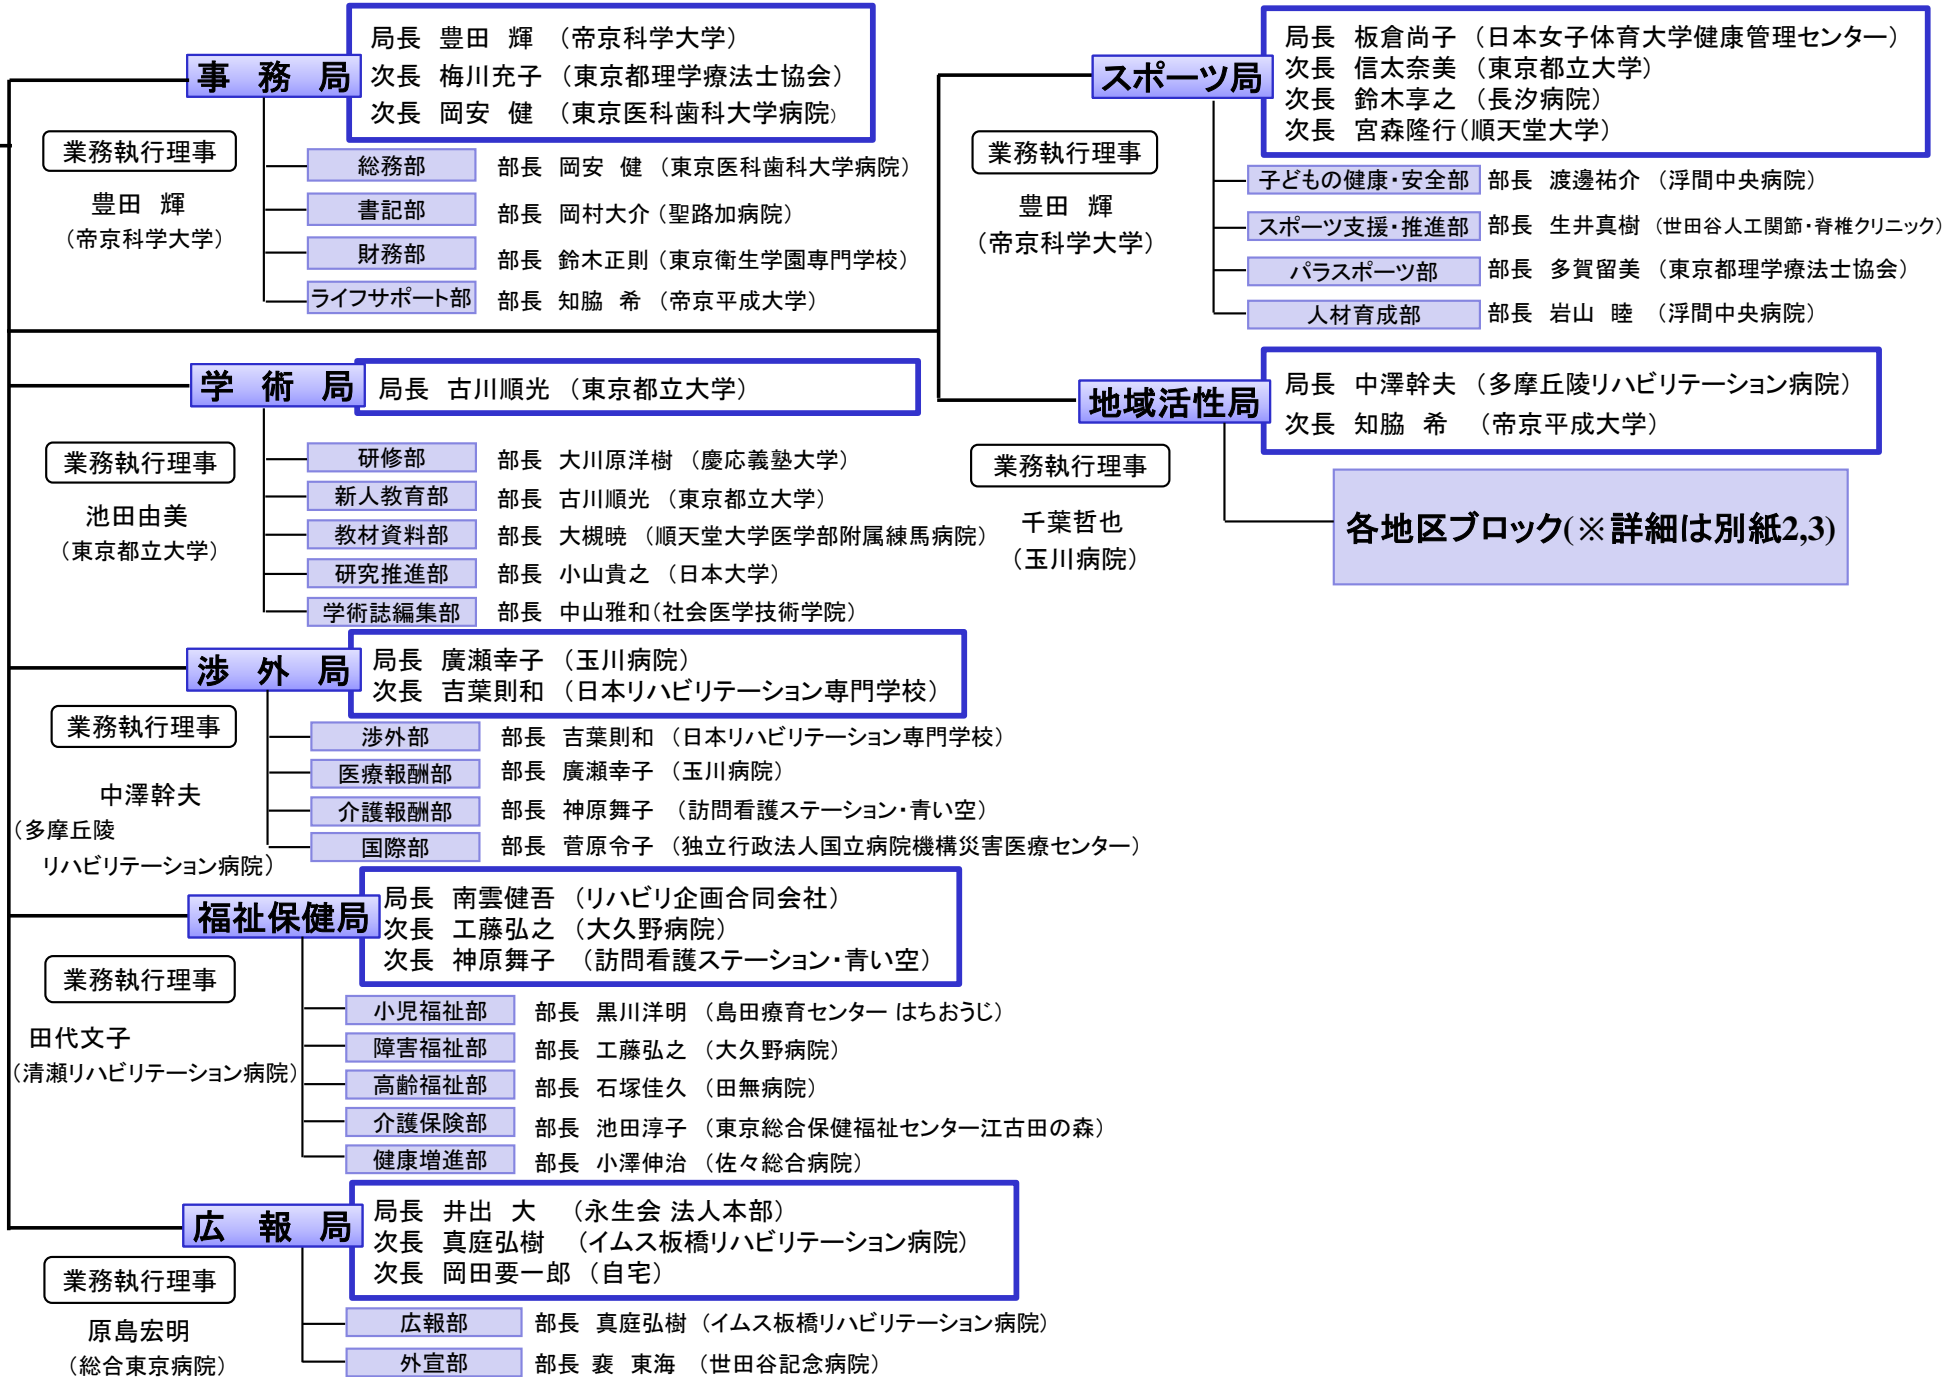 事 務 局
局長 豊田 輝 （帝京科学大学）
次長 梅川充子 （東京都理学療法士協会）
次長 岡安 健 （東京医科歯科大学病院）
業務執行理事
豊田 輝
（帝京科学大学）
総務部 部長 岡安 健 （東京医科歯科大学病院）
書記部 部長 岡村大介（聖路加病院）
財務部 部長 鈴木正則（東京衛生学園専門学校）
ライフサポート部 部長 知脇 希 （帝京平成大学）
学 術 局
局長 古川順光 （東京都立大学）
業務執行理事
池田由美
（東京都立大学）
研修部 部長 大川原洋樹 （慶応義塾大学）
新人教育部 部長 古川順光 （東京都立大学）
教材資料部 部長 大槻暁 （順天堂大学医学部附属練馬病院）
研究推進部 部長 小山貴之 （日本大学）
学術誌編集部 部長 中山雅和（社会医学技術学院）
渉 外 局
局長 廣瀬幸子 （玉川病院）
次長 吉葉則和 （日本リハビリテーション専門学校）
業務執行理事
中澤幹夫
（多摩丘陵
リハビリテーション病院）
渉外部 部長 吉葉則和 （日本リハビリテーション専門学校）
医療報酬部 部長 廣瀬幸子 （玉川病院）
介護報酬部 部長 神原舞子 （訪問看護ステーション・青い空）
国際部 部長 菅原令子 （独立行政法人国立病院機構災害医療センター）
福祉保健局
局長 南雲健吾 （リハビリ企画合同会社）
次長 工藤弘之 （大久野病院）
次長 神原舞子 （訪問看護ステーション・青い空）
業務執行理事
田代文子
（清瀬リハビリテーション病院）
小児福祉部 部長 黒川洋明 （島田療育センター はちおうじ）
障害福祉部 部長 工藤弘之 （大久野病院）
高齢福祉部 部長 石塚佳久 （田無病院）
介護保険部 部長 池田淳子 （東京総合保健福祉センター江古田の森）
健康増進部 部長 小澤伸治 （佐々総合病院）
広 報 局
局長 井出 大 （永生会 法人本部）
次長 真庭弘樹 （イムス板橋リハビリテーション病院）
次長 岡田要一郎 （自宅）
業務執行理事
原島宏明
（総合東京病院）
広報部 部長 真庭弘樹 （イムス板橋リハビリテーション病院）
外宣部 部長 裵 東海 （世田谷記念病院）
スポーツ局
局長 板倉尚子 （日本女子体育大学健康管理センター）
次長 信太奈美 （東京都立大学）
次長 鈴木享之 （長汐病院）
次長 宮森隆行（順天堂大学）
業務執行理事
豊田 輝
（帝京科学大学）
子どもの健康・安全部 部長 渡邊祐介 （浮間中央病院）
スポーツ支援・推進部 部長 生井真樹 （世田谷人工関節・脊椎クリニック）
パラスポーツ部 部長 多賀留美 （東京都理学療法士協会）
人材育成部 部長 岩山 睦 （浮間中央病院）
地域活性局
局長 中澤幹夫 （多摩丘陵リハビリテーション病院）
次長 知脇 希 （帝京平成大学）
業務執行理事
千葉哲也
（玉川病院）
各地区ブロック(※詳細は別紙2,3)